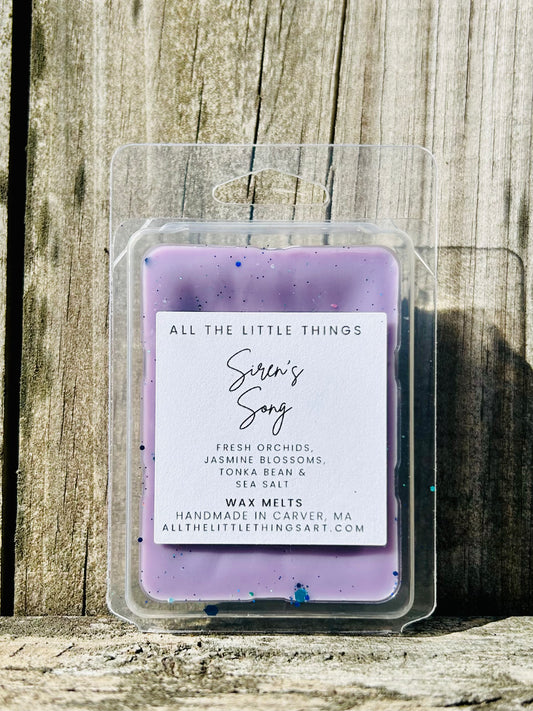 ALL THE LITTLE THINGS
Siren's
Song
FRESH ORCHIDS,
JASMINE BLOSSOMS,
TONKA BEAN &
SEA SALT
WAX MELTS
HANDMADE IN CARVER, MA
ALLTHELITTLETHINGSART.COM